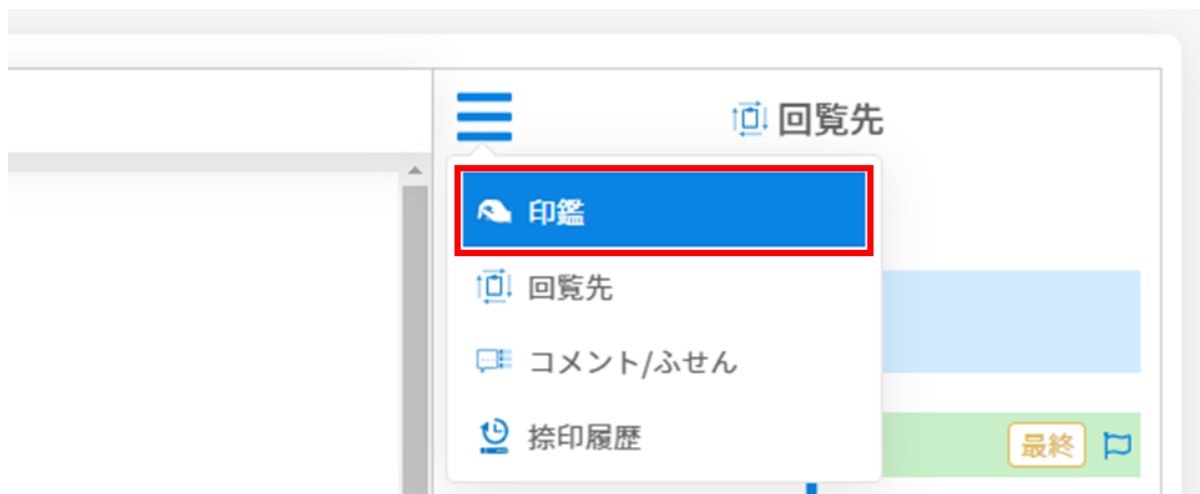 回覧先
印鑑
回覧先
コメント/ふせん
捺印履歴
最終